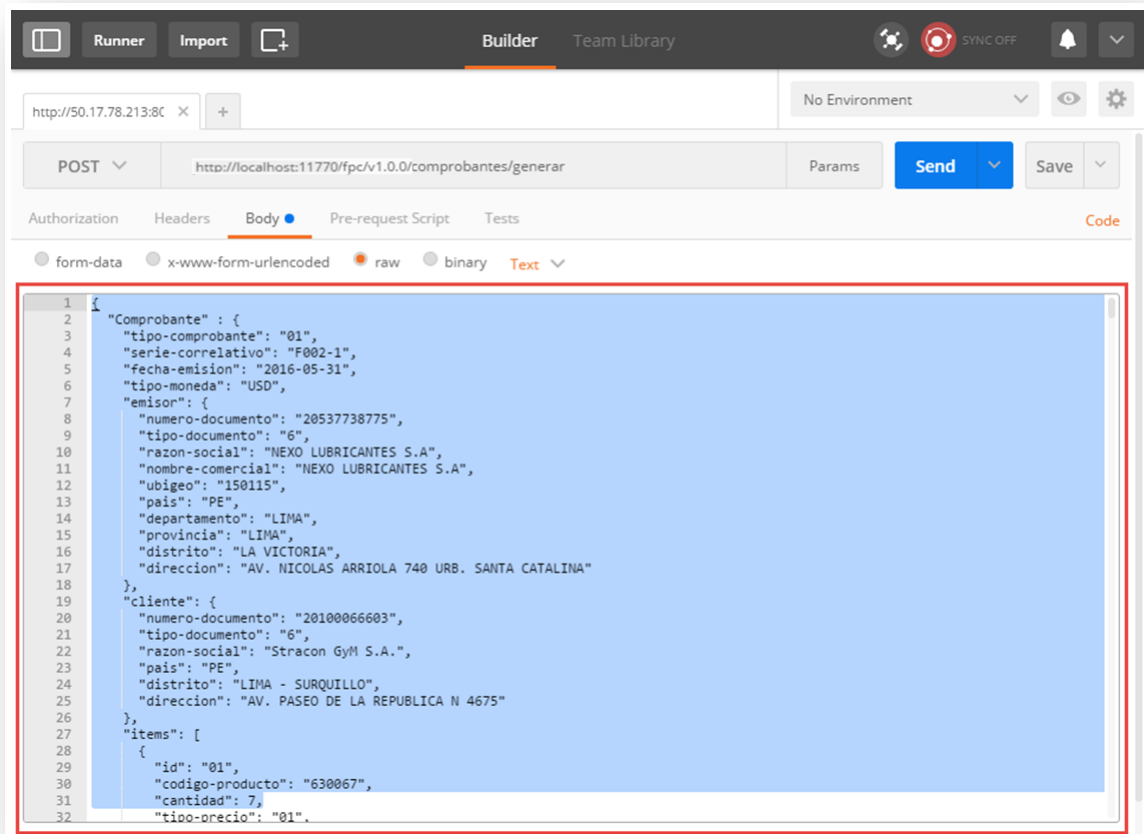 Runner Import Builder Team Library SYNC OFF
http://50.17.78.213:80 No Environment
POST http://localhost:11770/fpc/v1.0.0/comprobantes/generar Params Send Save
Authorization Headers Body Pre-request Script Tests Code
form-data x-www-form-urlencoded raw binary Text
1 {
2 "Comprobante" : {
3 "tipo-comprobante": "01",
4 "serie-correlativo": "F002-1",
5 "fecha-emision": "2016-05-31",
6 "tipo-moneda": "USD",
7 "emisor": {
8 "numero-documento": "20537738775",
9 "tipo-documento": "6",
10 "razon-social": "NEXO LUBRICANTES S.A",
11 "nombre-comercial": "NEXO LUBRICANTES S.A",
12 "ubigeo": "150115",
13 "pais": "PE",
14 "departamento": "LIMA",
15 "provincia": "LIMA",
16 "distrito": "LA VICTORIA",
17 "direccion": "AV. NICOLAS ARRIOLA 740 URB. SANTA CATALINA"
18 },
19 "cliente": {
20 "numero-documento": "20100066603",
21 "tipo-documento": "6",
22 "razon-social": "Stracon GyM S.A.",
23 "pais": "PE",
24 "distrito": "LIMA - SURQUILLO",
25 "direccion": "AV. PASEO DE LA REPUBLICA N 4675"
26 },
27 "items": [
28 {
29 "id": "01",
30 "codigo-producto": "630067",
31 "cantidad": 7,
32 "tipo-precio": "01",